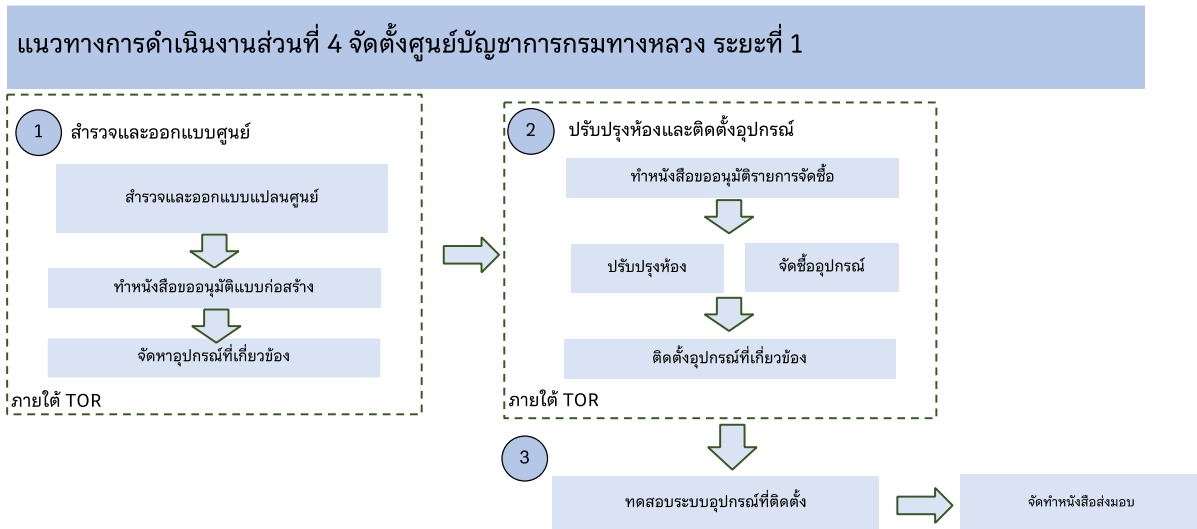 แนวทางการดำเนินงานส่วนที่ 4 จัดตั้งศูนย์บัญชาการกรมทางหลวง ระยะที่ 1
1
สำรวจและออกแบบศูนย์
สำรวจและออกแบบแปลนศูนย์
ทำหนังสือขออนุมัติแบบก่อสร้าง
จัดหาอุปกรณ์ที่เกี่ยวข้อง
ภายใต้ TOR
2
ปรับปรุงห้องและติดตั้งอุปกรณ์
ทำหนังสือขออนุมัติรายการจัดซื้อ
ปรับปรุงห้อง
จัดซื้ออุปกรณ์
ติดตั้งอุปกรณ์ที่เกี่ยวข้อง
ภายใต้ TOR
3
ทดสอบระบบอุปกรณ์ที่ติดตั้ง
จัดทำหนังสือส่งมอบ